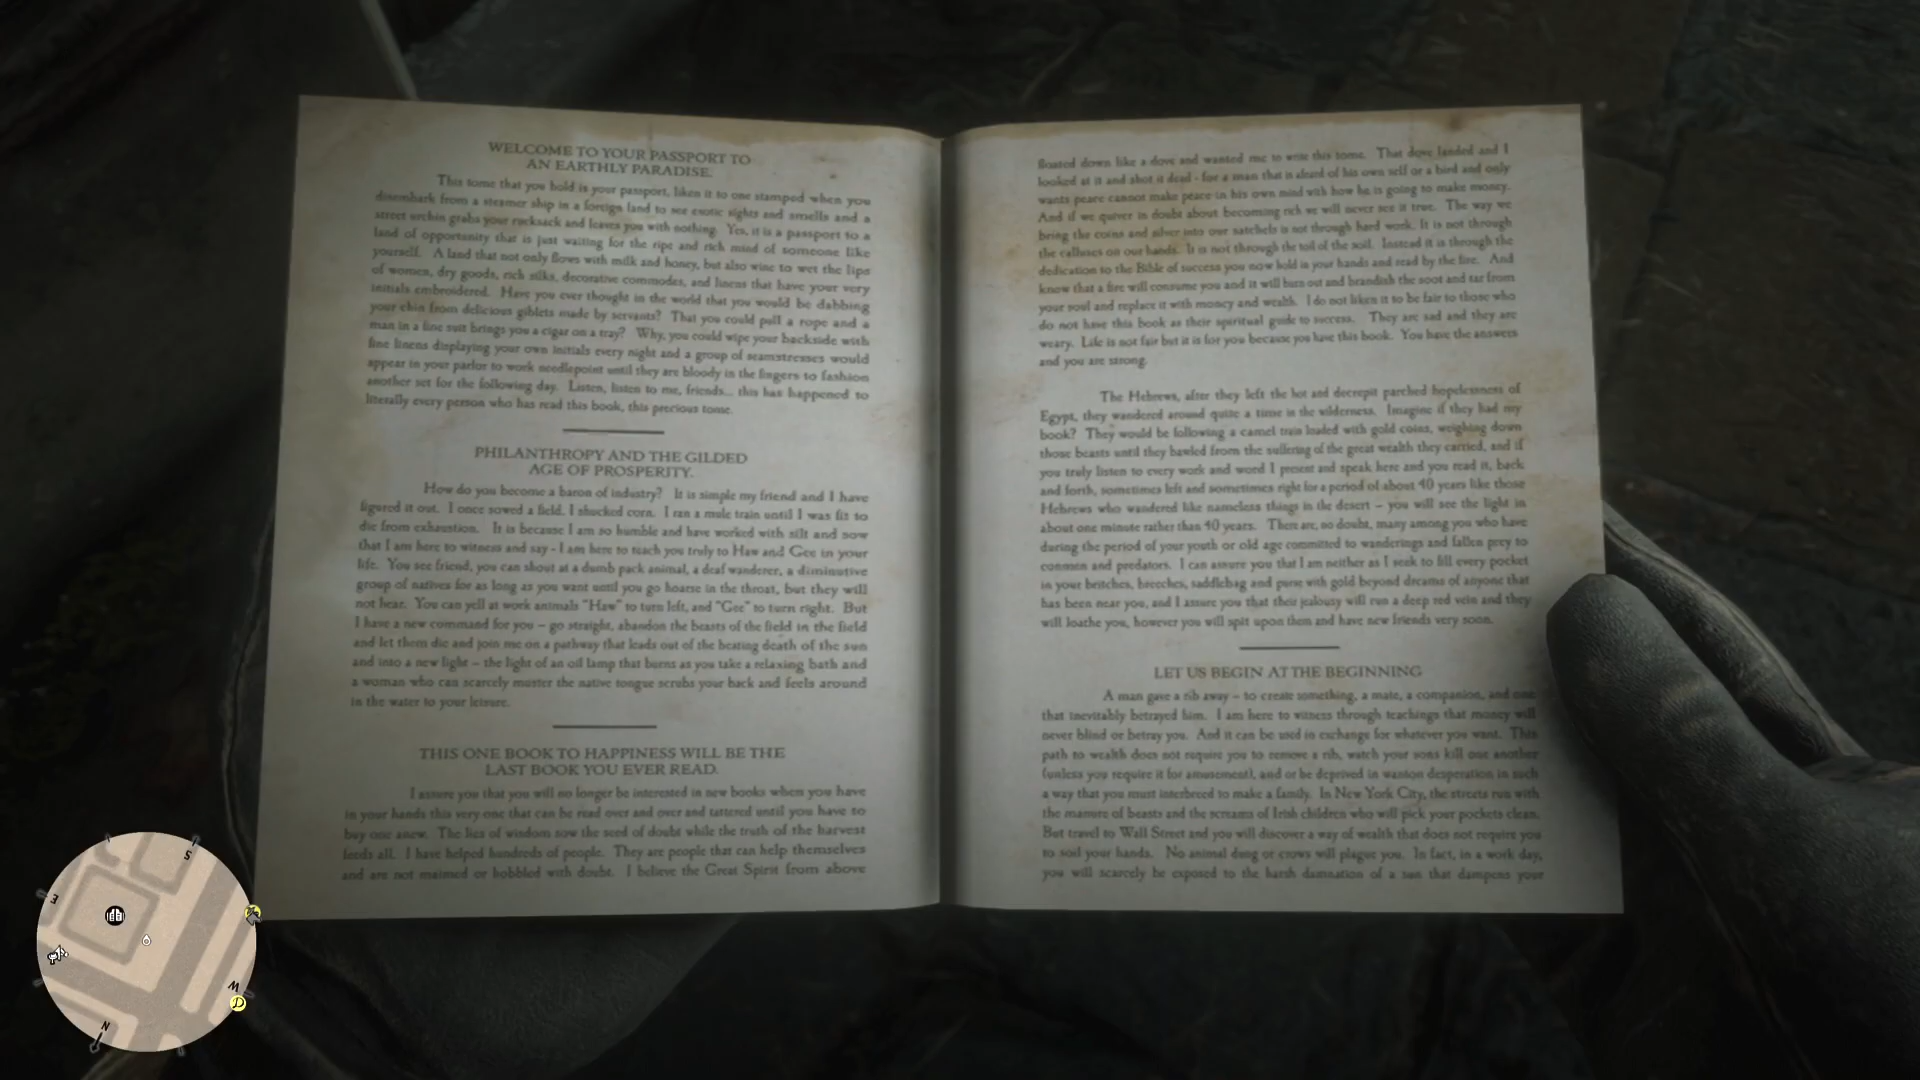 WELCOME TO YOUR PASSPORT TO
AN EARTHLY PARADISE.
This tome that you hold is your passport, liken it to one stamped when you
disembark from a steamer ship in a foreign land to see exotic sights and smells and a
street urchin grabs your rucksack and leaves you with nothing. Yes, it is a passport to a
land of opportunity that is just waiting for the ripe and rich mind of someone like
yourself. A land that not only flows with milk and honey, but also wine to wet the lips
of women, dry goods, rich silks, decorative commodes, and linens that have your very
initials embroidered. Have you ever thought in the world that you would be dabbing
your chin from delicious giblets made by servants? That you could pull a rope and a
man in a fine suit brings you a cigar on a tray? Why, you could wipe your backside with
fine linens displaying your own initials every night and a group of seamstresses would
appear in your parlor to work needlepoint until they are bloody in the fingers to fashion
another set for the following day. Listen, listen to me, friends... this has happened to
literally every person who has read this book, this precious tome.
PHILANTHROPY AND THE GILDED
AGE OF PROSPERITY.
How do you become a baron of industry? It is simple my friend and I have
figured it out. I once sowed a field. I shucked corn. I ran a mule train until I was fit to
die from exhaustion. It is because I am so humble and have worked with silt and sow
that I am here to witness and say - I am here to teach you truly to Haw and Gee in your
life. You see friend, you can shout at a dumb pack animal, a deaf wanderer, a diminutive
group of natives for as long as you want until you go hoarse in the throat, but they will
not hear. You can yell at work animals "Haw" to turn left, and "Gee" to turn right. But
I have a new command for you – go straight, abandon the beasts of the field in the field
and let them die and join me on a pathway that leads out of the beating death of the sun
and into a new light – the light of an oil lamp that burns as you take a relaxing bath and
a woman who can scarcely muster the native tongue scrubs your back and feels around
in the water to your leisure.
THIS ONE BOOK TO HAPPINESS WILL BE THE
LAST BOOK YOU EVER READ.
I assure you that you will no longer be interested in new books when you have
in your hands this very one that can be read over and over and tattered until you have to
buy one anew. The lies of wisdom sow the seed of doubt while the truth of the harvest
feeds all. I have helped hundreds of people. They are people that can help themselves
and are not maimed or hobbled with doubt. I believe the Great Spirit from above
floated down like a dove and wanted me to write this tome. That dove landed and I
looked at it and shot it dead - for a man that is afraid of his own self or a bird and only
wants peace cannot make peace in his own mind with how he is going to make money.
And if we quiver in doubt about becoming rich we will never see it true. The way we
bring the coins and silver into our satchels is not through hard work. It is not through
the calluses on our hands. It is not through the toil of the soil. Instead it is through the
dedication to the Bible of success you now hold in your hands and read by the fire. And
know that a fire will consume you and it will burn out and brandish the soot and tar from
your soul and replace it with money and wealth. I do not liken it to be fair to those who
do not have this book as their spiritual guide to success. They are sad and they are
weary. Life is not fair but it is for you because you have this book. You have the answers
and you are strong.
The Hebrews, after they left the hot and decrepit parched hopelessness of
Egypt, they wandered around quite a time in the wilderness. Imagine if they had my
book? They would be following a camel train loaded with gold coins, weighing down
those beasts until they bawled from the suffering of the great wealth they carried, and if
you truly listen to every work and word I present and speak here and you read it, back
and forth, sometimes left and sometimes right for a period of about 40 years like those
Hebrews who wandered like nameless things in the desert – you will see the light in
about one minute rather than 40 years. There are, no doubt, many among you who have
during the period of your youth or old age committed to wanderings and fallen prey to
conmen and predators. I can assure you that I am neither as I seek to fill every pocket
in your britches, breeches, saddlebag and purse with gold beyond dreams of anyone that
has been near you, and I assure you that their jealousy will run a deep red vein and they
will loathe you, however you will spit upon them and have new friends very soon.
LET US BEGIN AT THE BEGINNING
A man gave a rib away – to create something, a mate, a companion, and one
that inevitably betrayed him. I am here to witness through teachings that money will
never blind or betray you. And it can be used in exchange for whatever you want. This
path to wealth does not require you to remove a rib, watch your sons kill one another
(unless you require it for amusement), and or be deprived in wanton desperation in such
a way that you must interbreed to make a family. In New York City, the streets run with
the manure of beasts and the screams of Irish children who will pick your pockets clean.
But travel to Wall Street and you will discover a way of wealth that does not require you
to soil your hands. No animal dung or crows will plague you. In fact, in a work day,
you will scarcely be exposed to the harsh damnation of a sun that dampens your
S
E
W
N